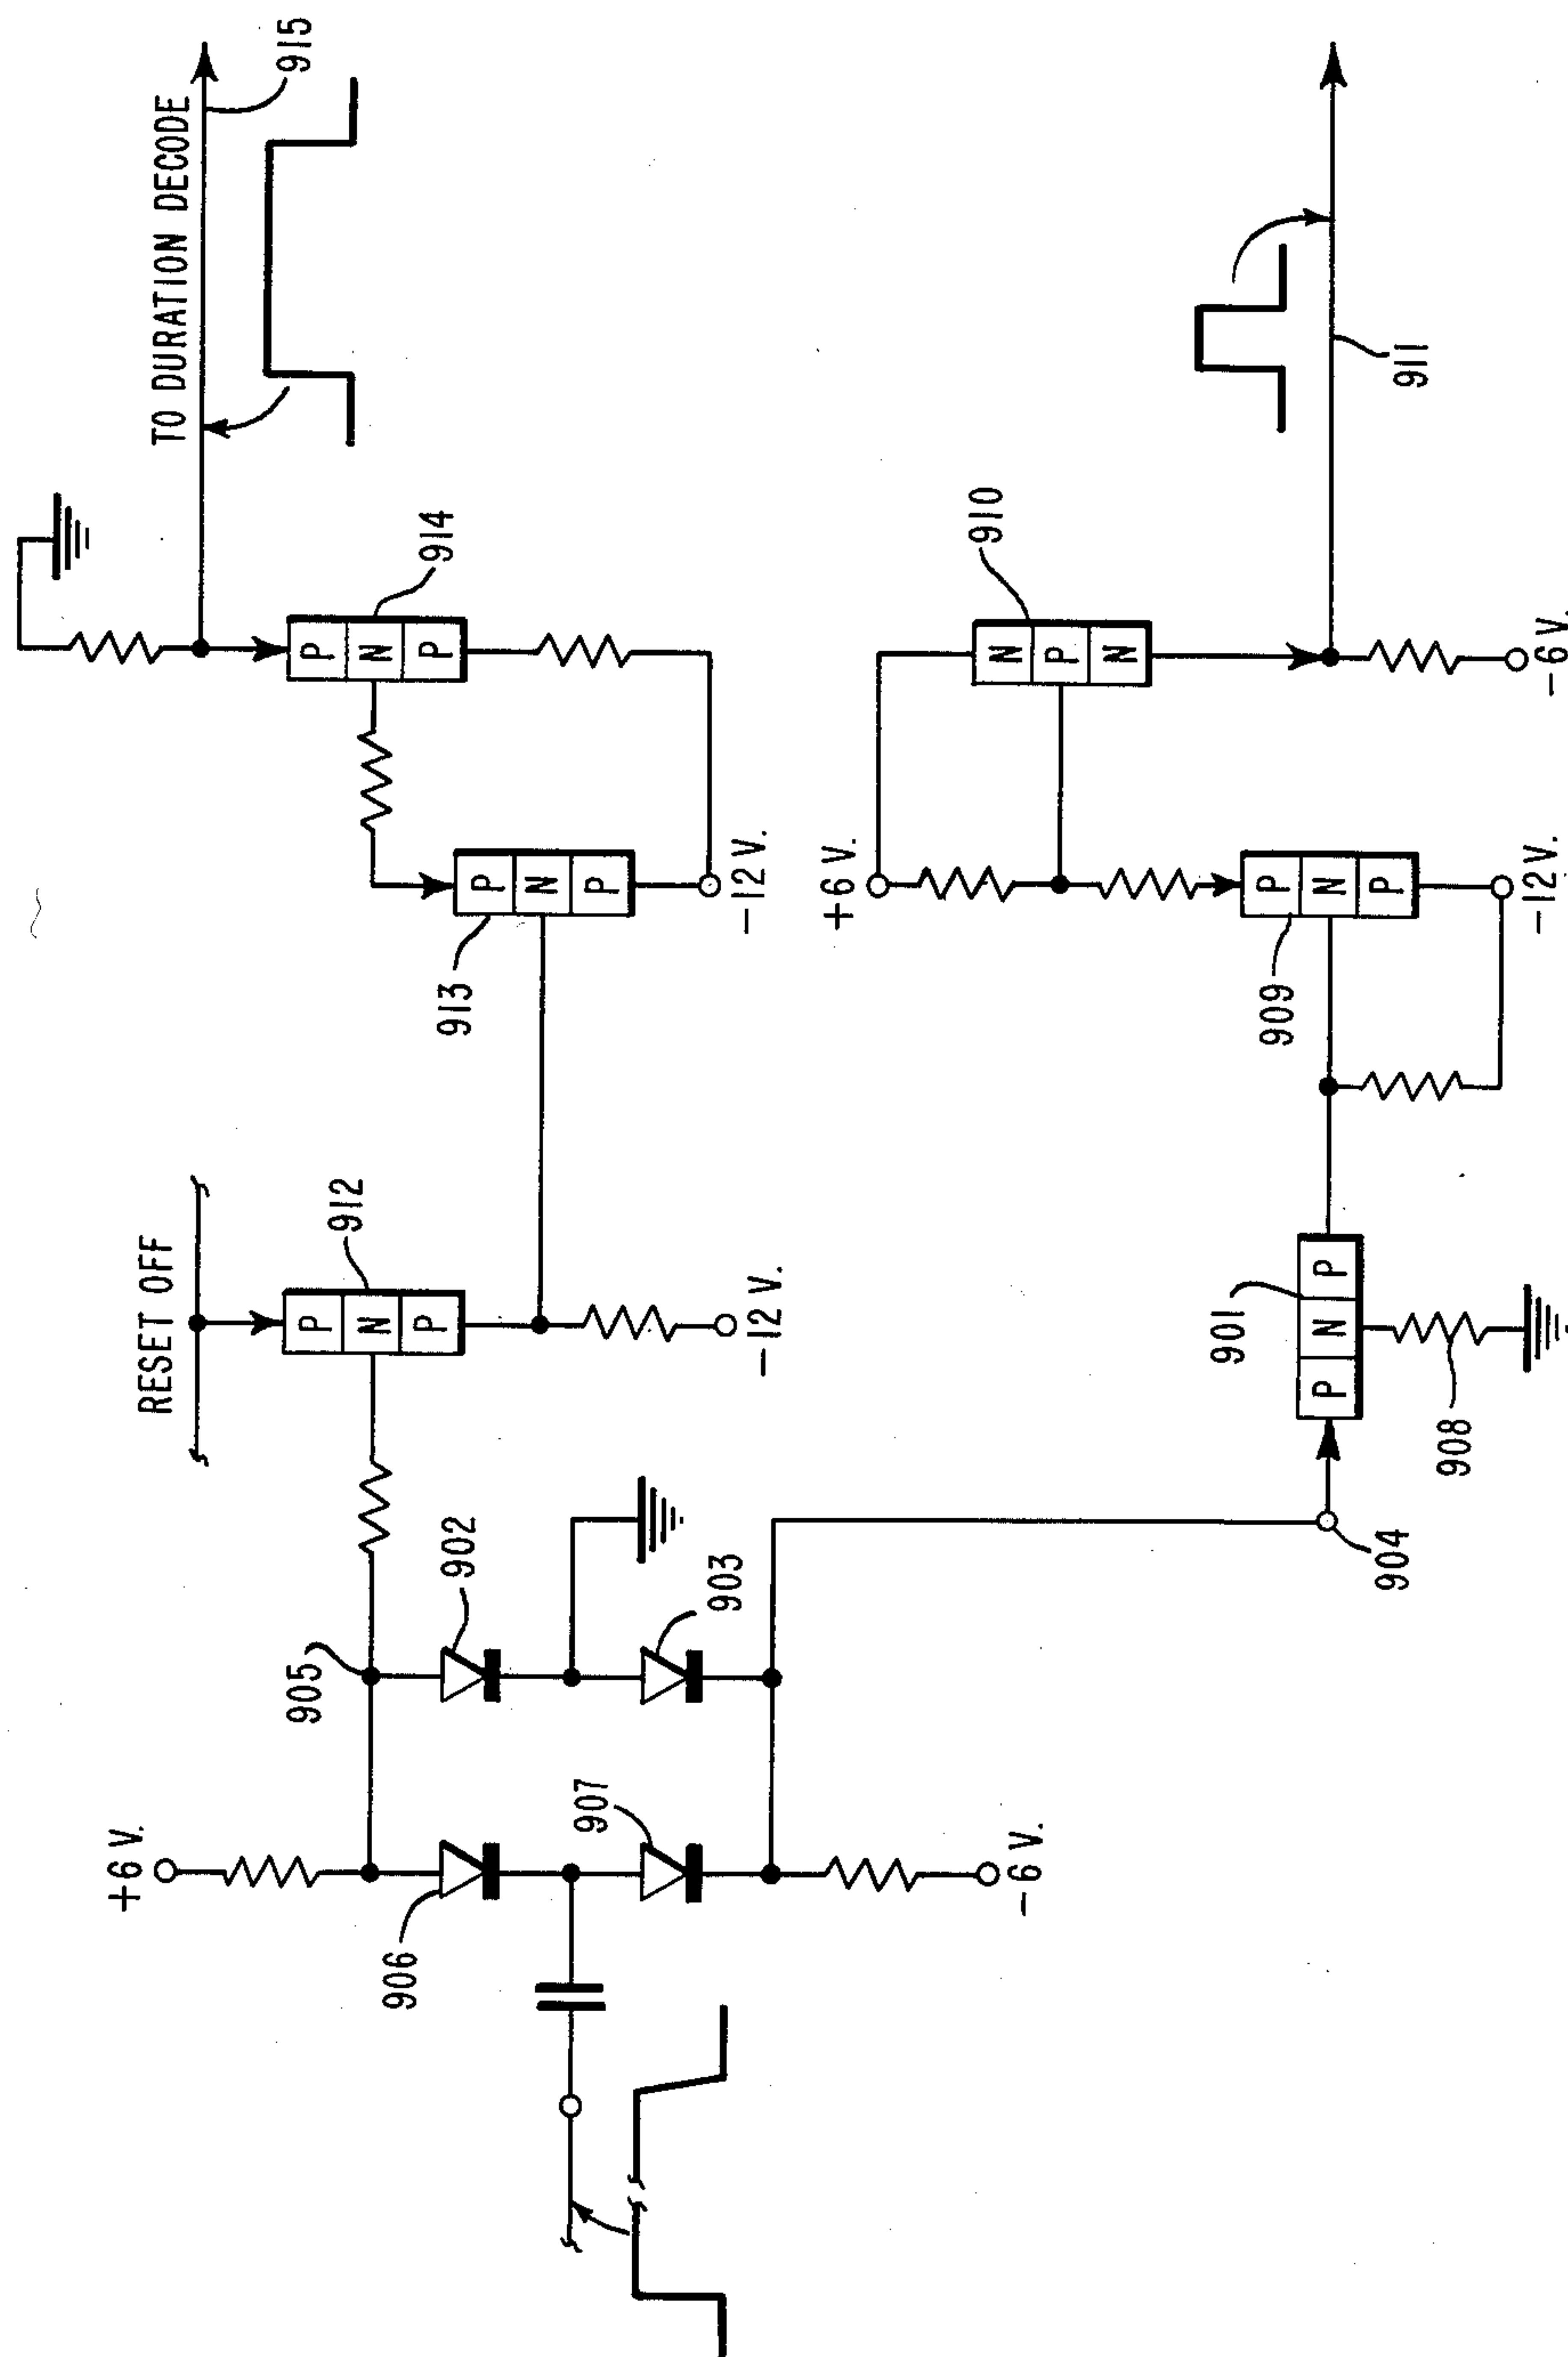 TO DURATION DECODE
915
RESET OFF
912
P
N
P
914
P
N
P
913
P
N
P
-12 V.
-12 V.
+6 V.
905
902
903
906
907
-6 V.
+6 V.
910
N
P
N
909
P
N
P
911
901
P N P
904
908
-12 V.
-6 V.